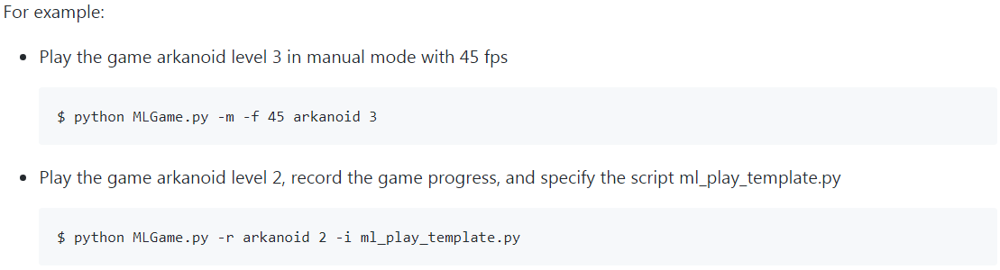 For example:
• Play the game arkanoid level 3 in manual mode with 45 fps
$ python MLGame.py -m -f 45 arkanoid 3
• Play the game arkanoid level 2, record the game progress, and specify the script ml_play_template.py
$ python MLGame.py -r arkanoid 2 -i ml_play_template.py